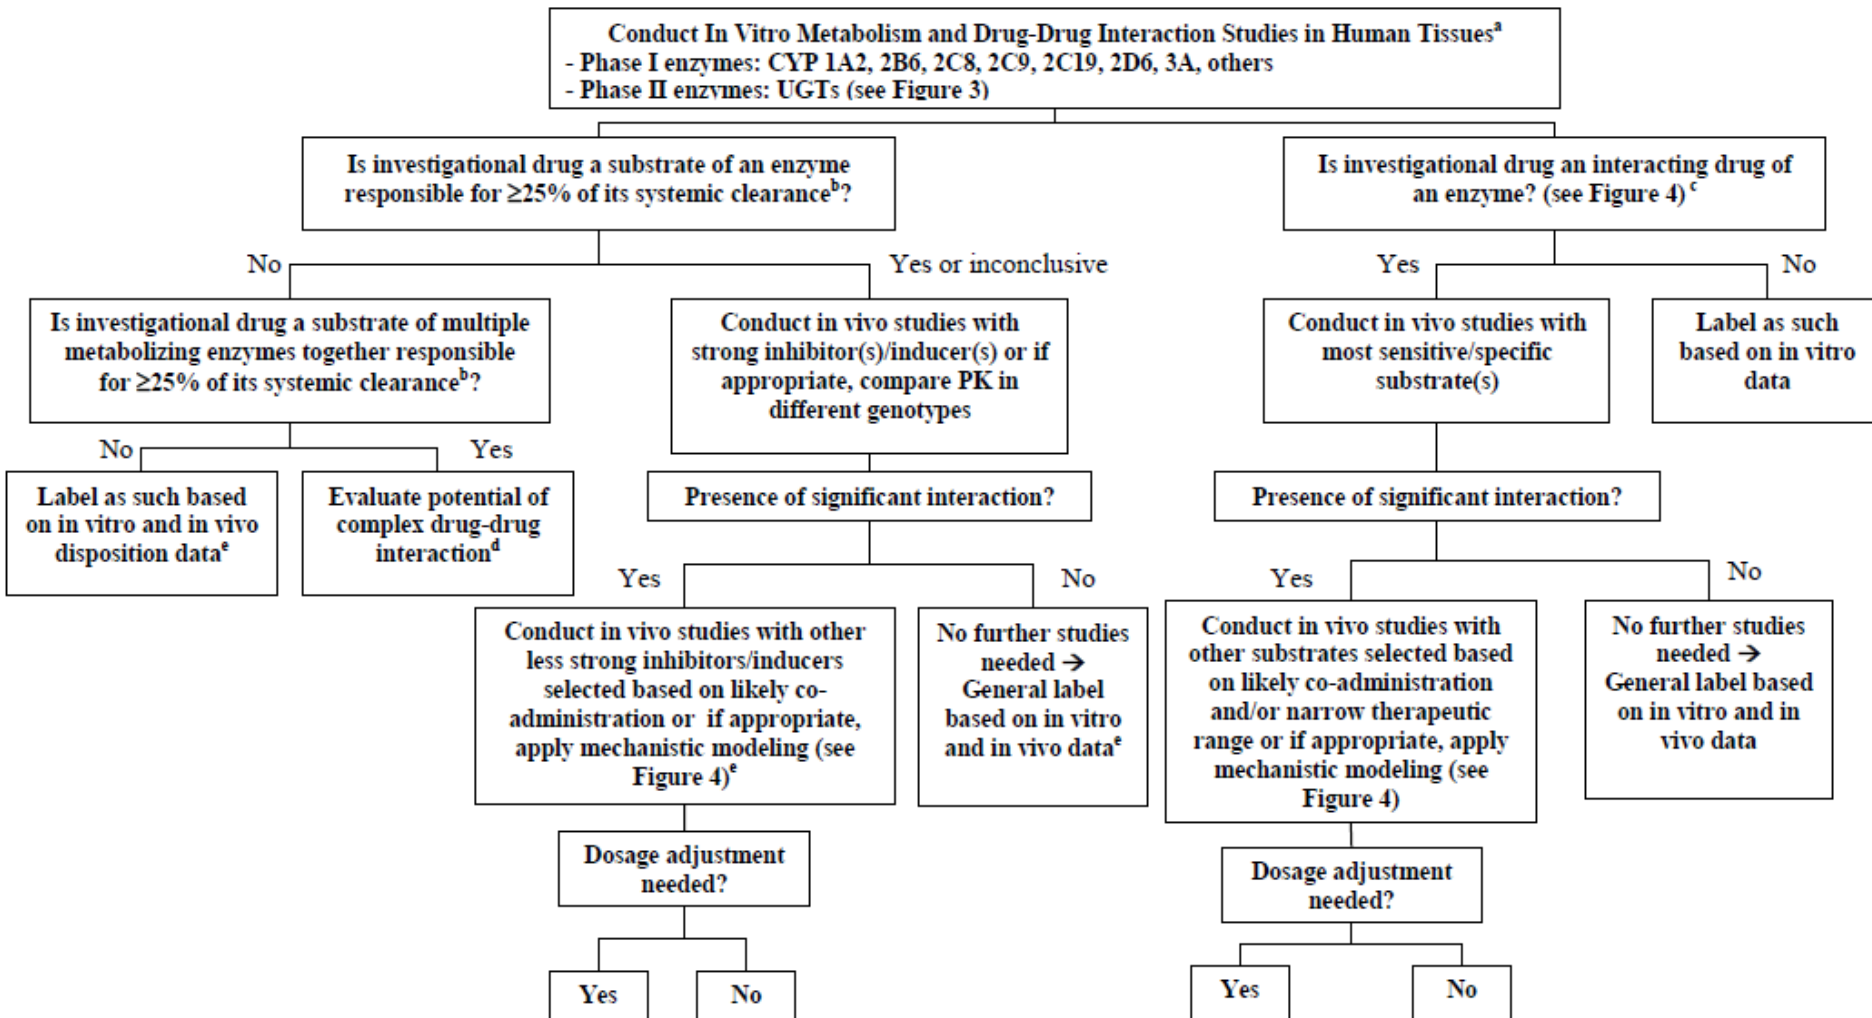 Conduct In Vitro Metabolism and Drug-Drug Interaction Studies in Human Tissuesᵃ
- Phase I enzymes: CYP 1A2, 2B6, 2C8, 2C9, 2C19, 2D6, 3A, others
- Phase II enzymes: UGTs (see Figure 3)
Is investigational drug a substrate of an enzyme
responsible for ≥25% of its systemic clearanceᵇ?
Is investigational drug an interacting drug of
an enzyme? (see Figure 4) ᶜ
No
Yes or inconclusive
Yes
No
Is investigational drug a substrate of multiple
metabolizing enzymes together responsible
for ≥25% of its systemic clearanceᵇ?
Conduct in vivo studies with
strong inhibitor(s)/inducer(s) or if
appropriate, compare PK in
different genotypes
Conduct in vivo studies with
most sensitive/specific
substrate(s)
Label as such
based on in vitro
data
No
Yes
Label as such based
on in vitro and in vivo
disposition dataᵉ
Evaluate potential of
complex drug-drug
interactionᵈ
Presence of significant interaction?
Presence of significant interaction?
Yes
No
Yes
No
Conduct in vivo studies with other
less strong inhibitors/inducers
selected based on likely co-
administration or if appropriate,
apply mechanistic modeling (see
Figure 4)ᵉ
No further studies
needed →
General label
based on in vitro
and in vivo dataᵉ
Conduct in vivo studies with
other substrates selected based
on likely co-administration
and/or narrow therapeutic
range or if appropriate, apply
mechanistic modeling (see
Figure 4)
No further studies
needed →
General label based
on in vitro and in
vivo data
Dosage adjustment
needed?
Dosage adjustment
needed?
Yes
No
Yes
No